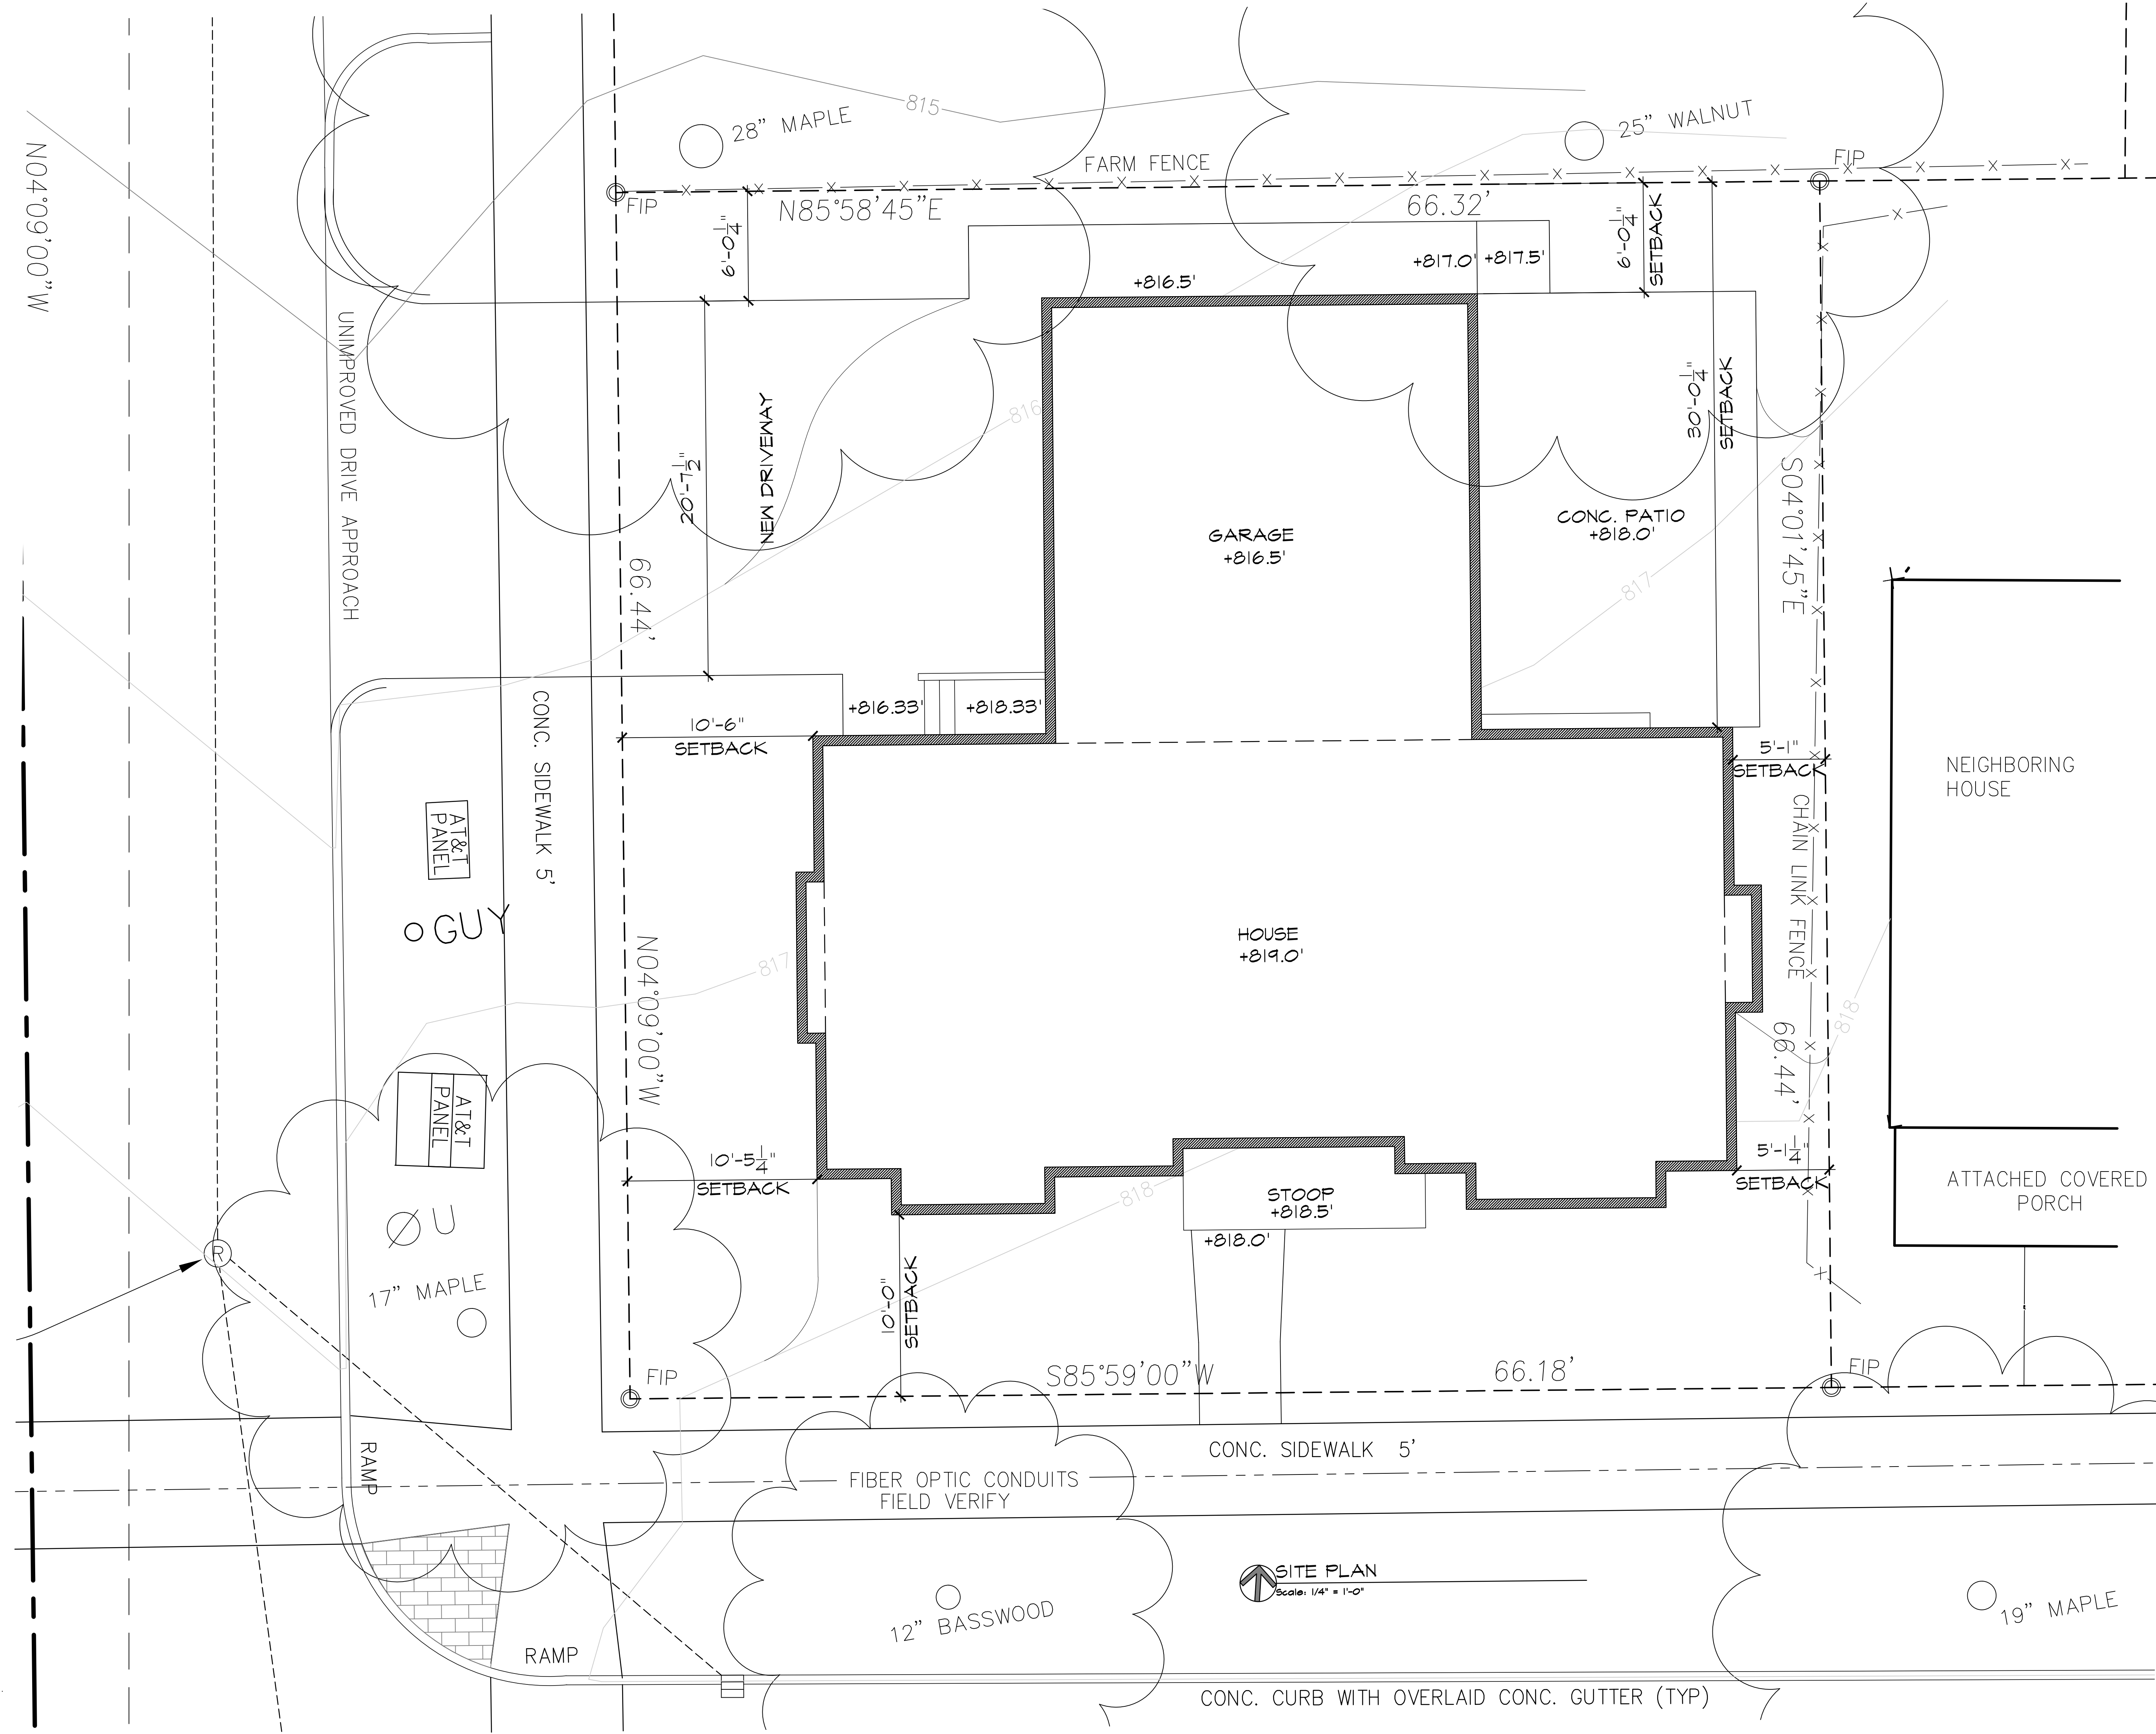 N04°09'00"W
28" MAPLE
815
25" WALNUT
FARM FENCE
FIP
FIP
N85°58'45"E
66.32'
6'-0 1/4"
6'-0 1/4"
SETBACK
+816.5'
+817.0'
+817.5'
UNIMPROVED DRIVE APPROACH
20'-7 1/2"
NEW DRIVEWAY
816
30'-0 1/4"
SETBACK
GARAGE
+816.5'
CONC. PATIO
+818.0'
S04°01'45"E
817
66.44'
CONC. SIDEWALK 5'
+816.33'
+818.33'
10'-6"
SETBACK
5'-1"
SETBACK
NEIGHBORING
HOUSE
AT&T
PANEL
CHAIN LINK FENCE
GUY
HOUSE
+819.0'
817
N04°09'00"W
818
66.44'
AT&T
PANEL
10'-5 1/4"
SETBACK
5'-1 1/4"
SETBACK
818
STOOP
+818.5'
ATTACHED COVERED
PORCH
U
+818.0'
R
17" MAPLE
10'-0"
SETBACK
FIP
S85°59'00"W
66.18'
FIP
RAMP
CONC. SIDEWALK 5'
FIBER OPTIC CONDUITS
FIELD VERIFY
SITE PLAN
Scale: 1/4" = 1'-0"
12" BASSWOOD
19" MAPLE
RAMP
CONC. CURB WITH OVERLAID CONC. GUTTER (TYP)